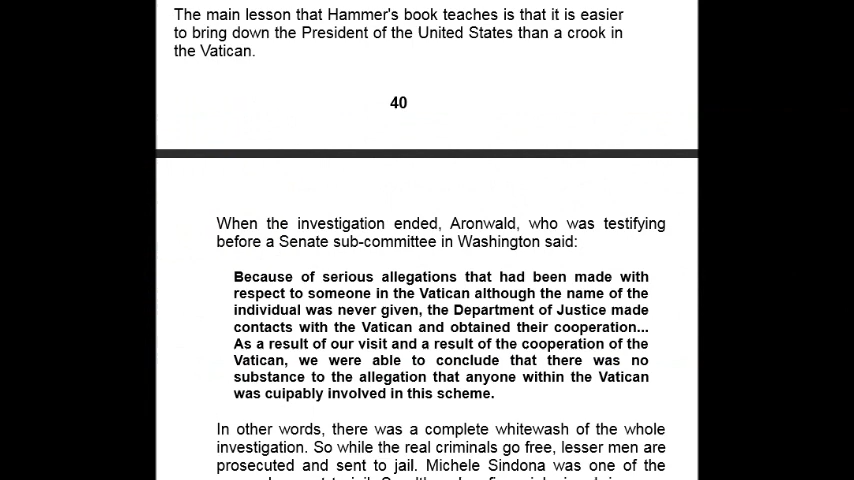 The main lesson that Hammer's book teaches is that it is easier
to bring down the President of the United States than a crook in
the Vatican.
40
When the investigation ended, Aronwald, who was testifying
before a Senate sub-committee in Washington said:
Because of serious allegations that had been made with
respect to someone in the Vatican although the name of the
individual was never given, the Department of Justice made
contacts with the Vatican and obtained their cooperation...
As a result of our visit and a result of the cooperation of the
Vatican, we were able to conclude that there was no
substance to the allegation that anyone within the Vatican
was cuipably involved in this scheme.
In other words, there was a complete whitewash of the whole
investigation. So while the real criminals go free, lesser men are
prosecuted and sent to jail. Michele Sindona was one of the